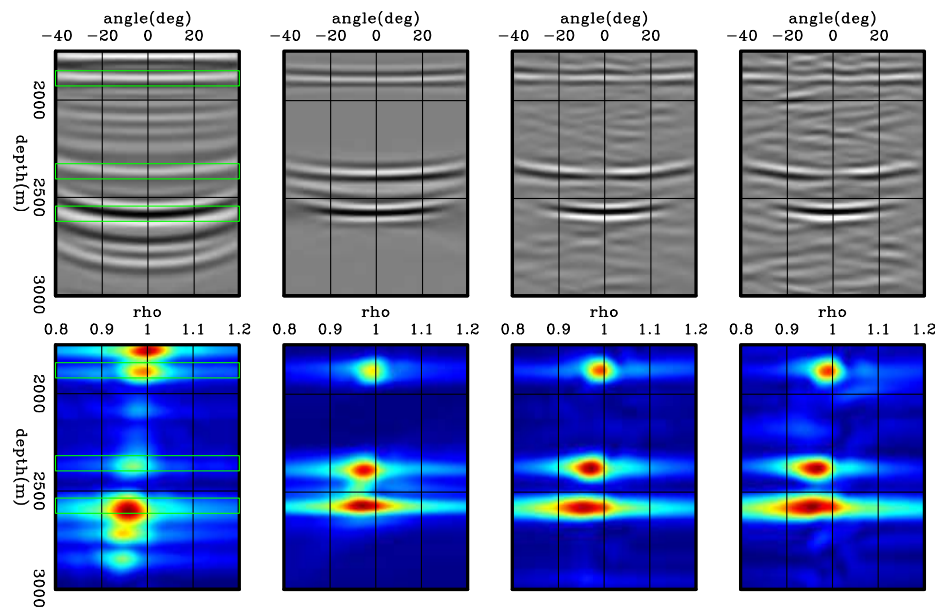 angle(deg) angle(deg) angle(deg) angle(deg)
−40 −20 0 20 −40 −20 0 20 −40 −20 0 20 −40 −20 0 20
2000
depth(m)
2500
3000
rho rho rho rho
0.8 0.9 1 1.1 1.2 0.8 0.9 1 1.1 1.2 0.8 0.9 1 1.1 1.2 0.8 0.9 1 1.1 1.2
2000
depth(m)
2500
3000